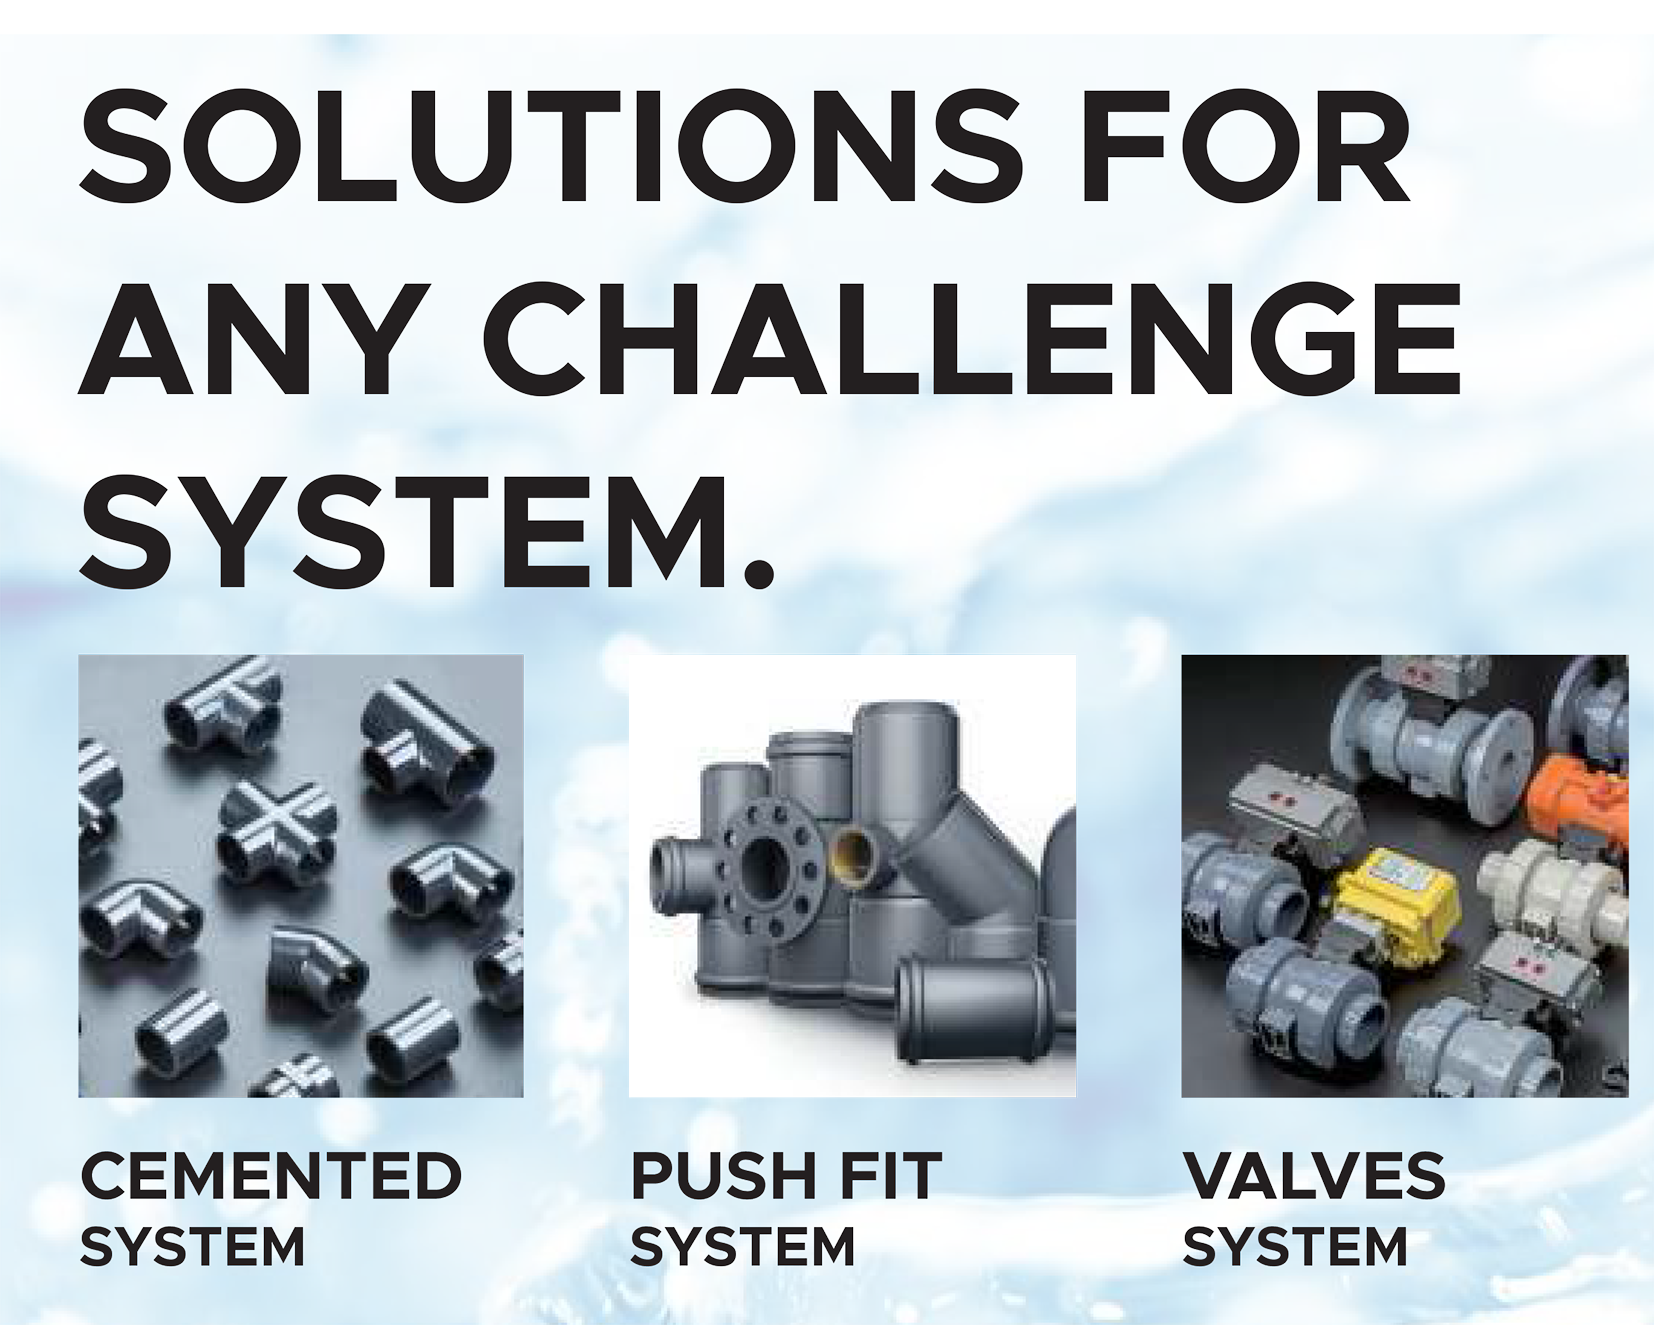 SOLUTIONS FOR
ANY CHALLENGE
SYSTEM.
CEMENTED
SYSTEM
PUSH FIT
SYSTEM
VALVES
SYSTEM